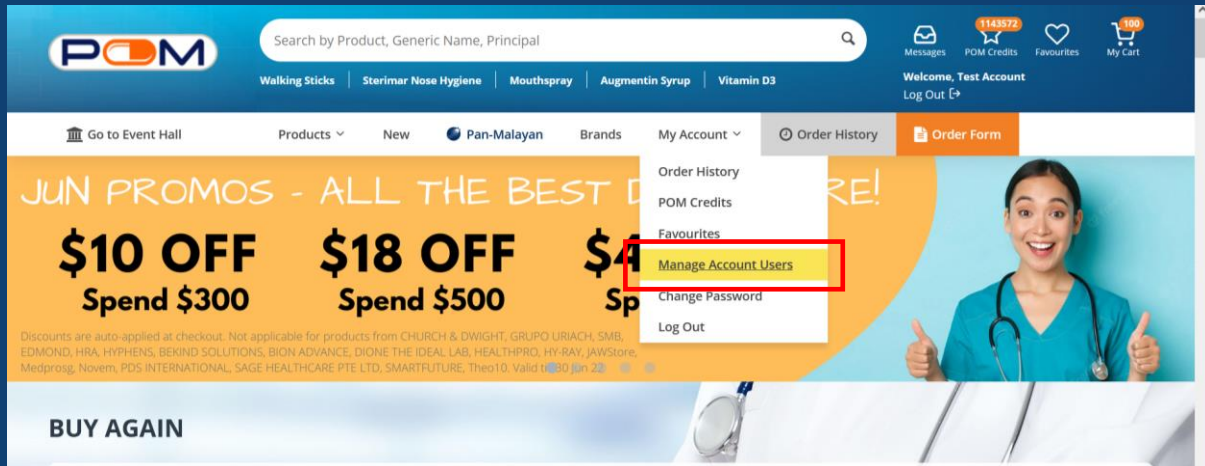 POM
Search by Product, Generic Name, Principal
Messages
1143572
POM Credits
Favourites
100
My Cart
Walking Sticks | Sterimar Nose Hygiene | Mouthspray | Augmentin Syrup | Vitamin D3
Welcome, Test Account
Log Out
Go to Event Hall
Products
New
Pan-Malayan
Brands
My Account
Order History
Order Form
Order History
POM Credits
Favourites
Manage Account Users
Change Password
Log Out
JUN PROMOS - ALL THE BEST D RE!
$10 OFF
Spend $300
$18 OFF
Spend $500
$4
Sp
Discounts are auto-applied at checkout. Not applicable for products from CHURCH & DWIGHT, GRUPO URIACH, SMB,
EDMOND, HRA, HYPHENS, BEKIND SOLUTIONS, BION ADVANCE, DIONE THE IDEAL LAB, HEALTHPRO, HY-RAY, JAWStore,
Medprosg, Novem, PDS INTERNATIONAL, SAGE HEALTHCARE PTE LTD, SMARTFUTURE, Theo10. Valid 30 Jun 22
BUY AGAIN